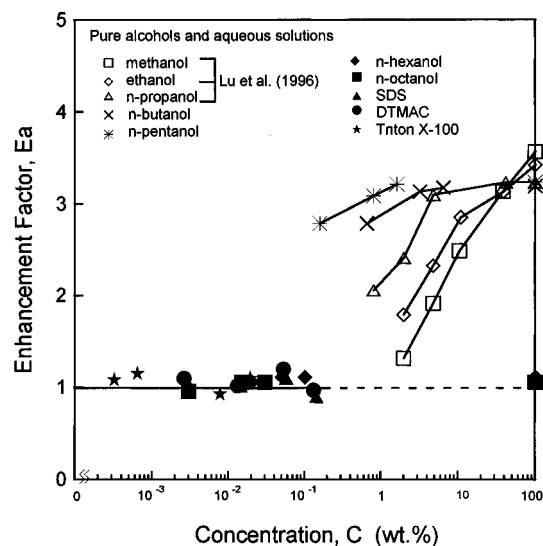 Pure alcohols and aqueous solutions
methanol
ethanol
n-propanol
Lu et al. (1996)
n-butanol
n-pentanol
n-hexanol
n-octanol
SDS
DTMAC
Triton X-100
Enhancement Factor, Ea
5
4
3
2
1
0
0
10⁻³
10⁻²
10⁻¹
1
10
100
Concentration, C (wt.%)